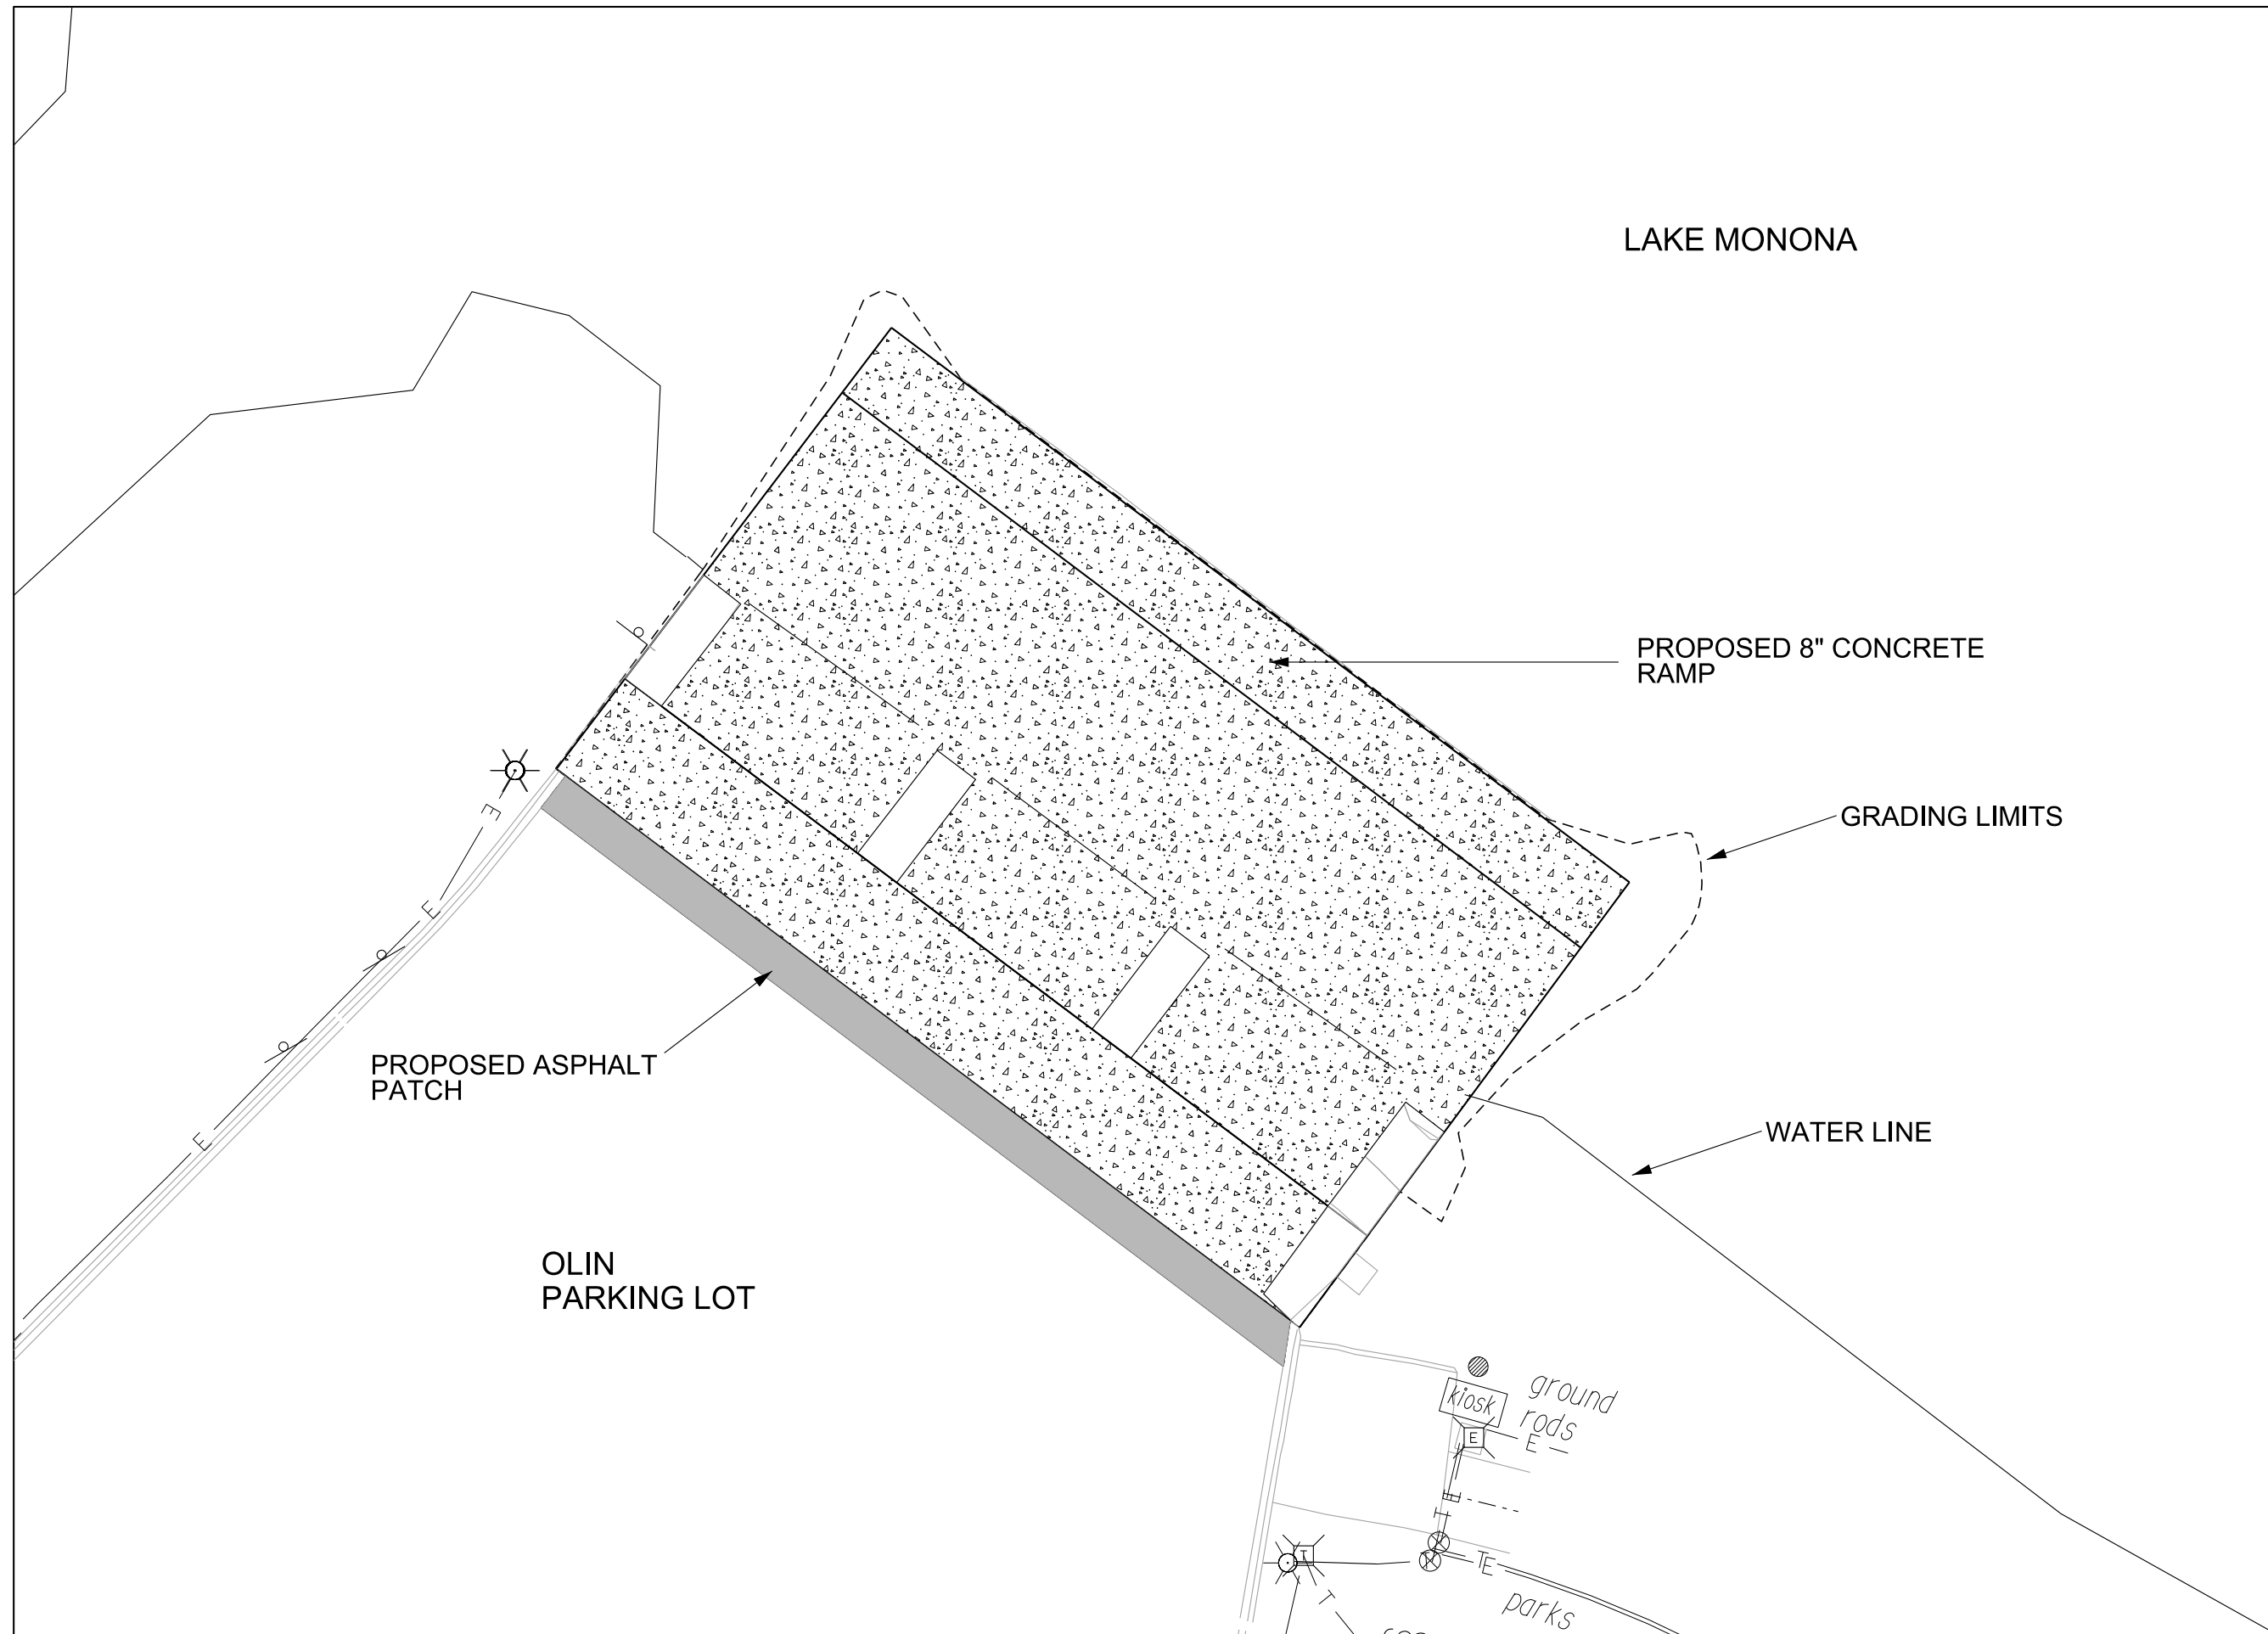 LAKE MONONA
PROPOSED 8" CONCRETE
RAMP
GRADING LIMITS
PROPOSED ASPHALT
PATCH
WATER LINE
OLIN
PARKING LOT
E
E
E
kiosk
ground
rods
E
E
T
T
T
E
T
parks